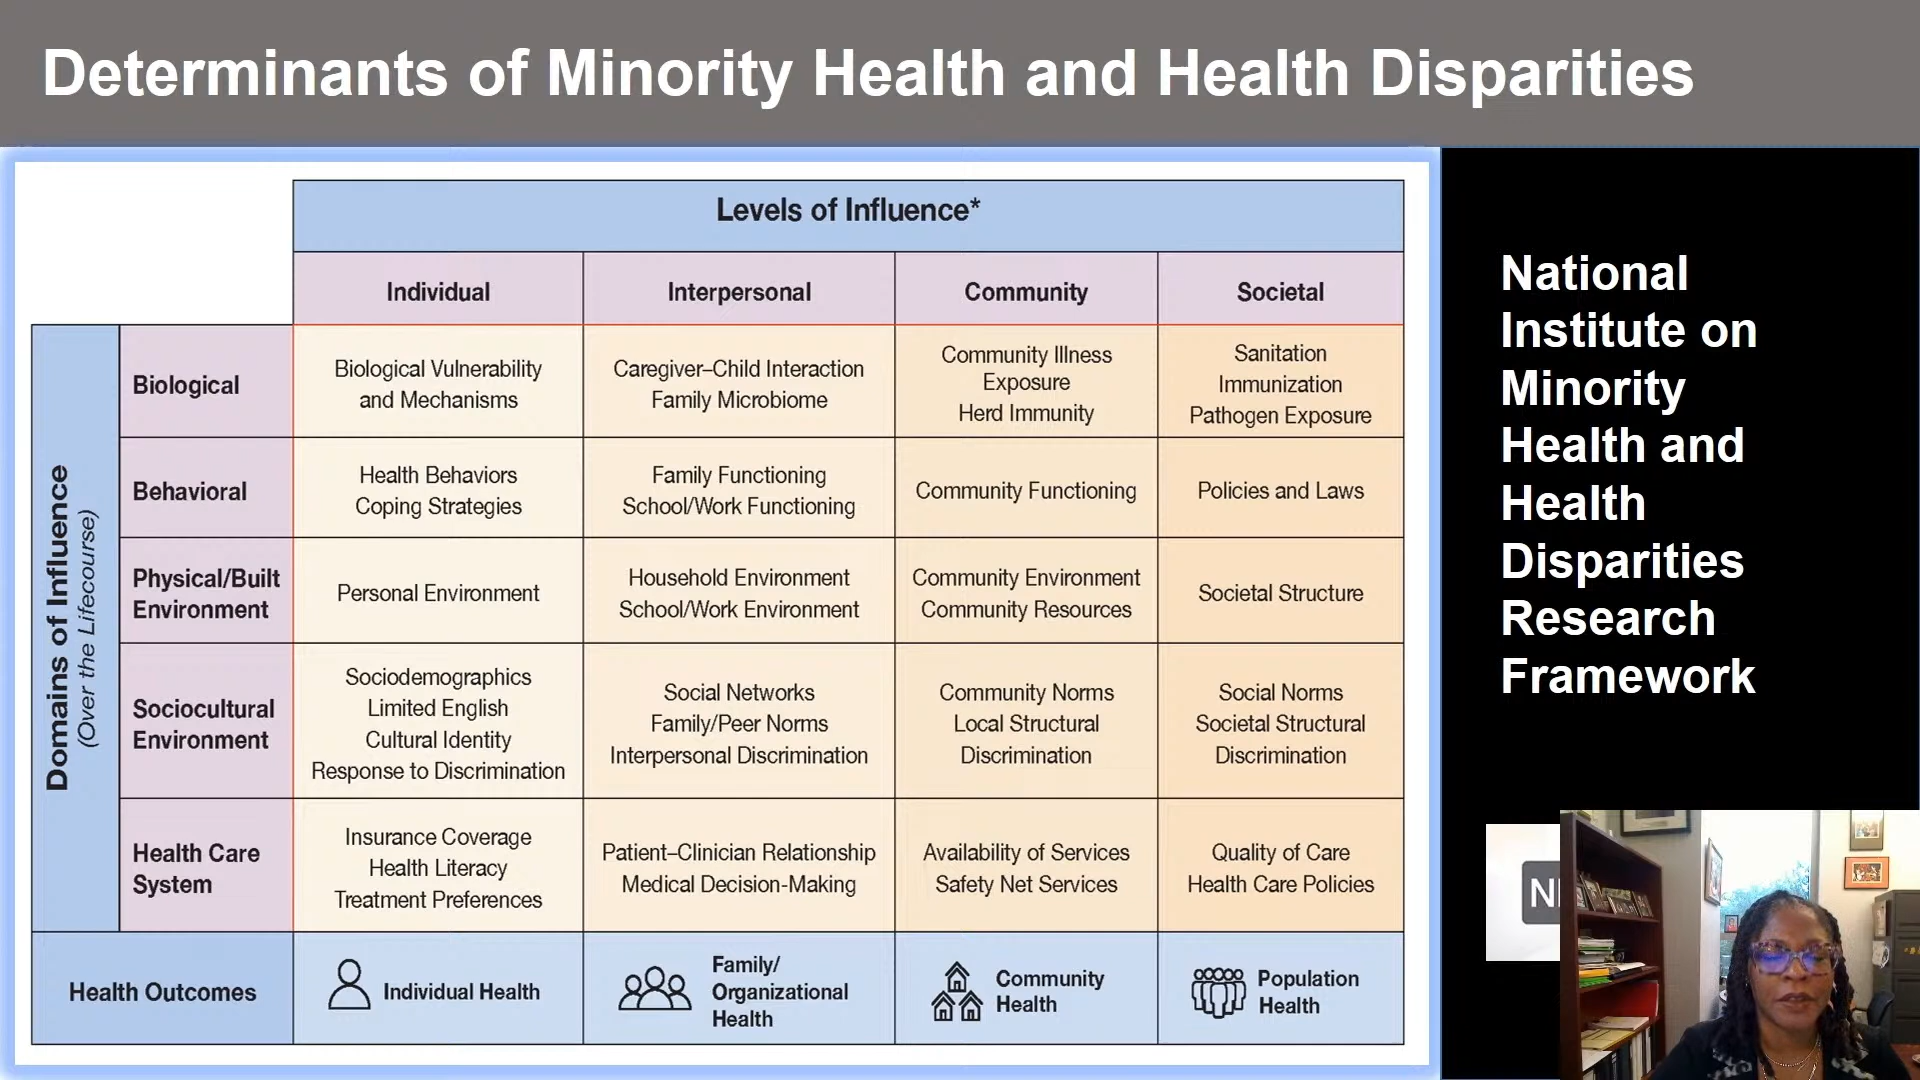 Determinants of Minority Health and Health Disparities
Levels of Influence*
Individual
Interpersonal
Community
Societal
Domains of Influence
(Over the Lifecourse)
Biological
Biological Vulnerability
and Mechanisms
Caregiver–Child Interaction
Family Microbiome
Community Illness
Exposure
Herd Immunity
Sanitation
Immunization
Pathogen Exposure
Behavioral
Health Behaviors
Coping Strategies
Family Functioning
School/Work Functioning
Community Functioning
Policies and Laws
Physical/Built
Environment
Personal Environment
Household Environment
School/Work Environment
Community Environment
Community Resources
Societal Structure
Sociocultural
Environment
Sociodemographics
Limited English
Cultural Identity
Response to Discrimination
Social Networks
Family/Peer Norms
Interpersonal Discrimination
Community Norms
Local Structural
Discrimination
Social Norms
Societal Structural
Discrimination
Health Care
System
Insurance Coverage
Health Literacy
Treatment Preferences
Patient–Clinician Relationship
Medical Decision-Making
Availability of Services
Safety Net Services
Quality of Care
Health Care Policies
Health Outcomes
Individual Health
Family/
Organizational
Health
Community
Health
Population
Health
National
Institute on
Minority
Health and
Health
Disparities
Research
Framework